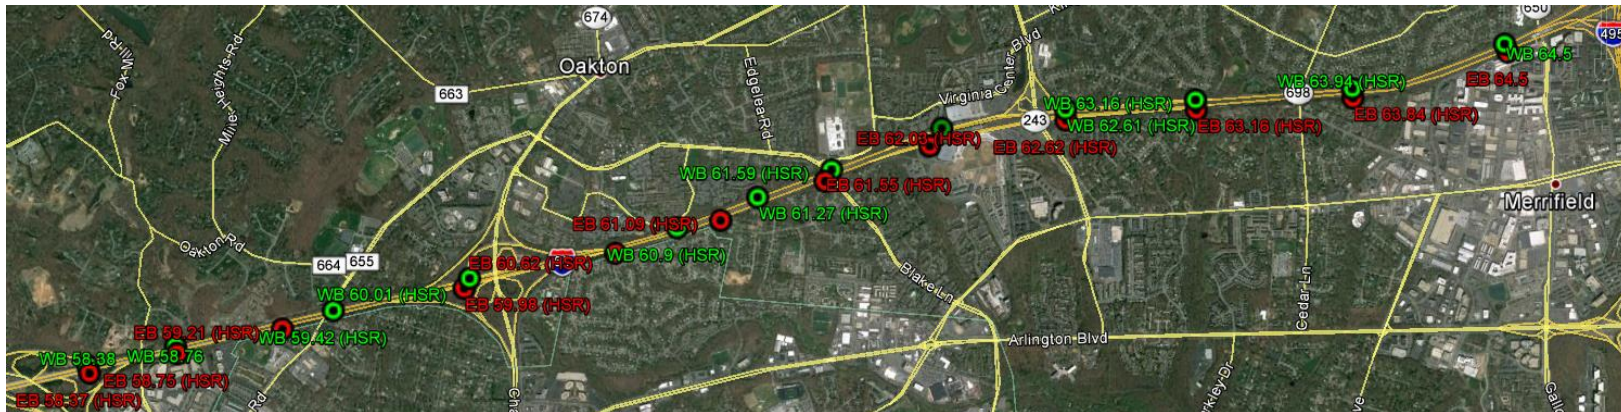 674
650
495
Oakton
Fox Mill Rd
Miller Heights Rd
663
Edgelea Rd
Virginia Center Blvd
WB 64.5
EB 64.5
WB 63.94 (HSR)
698
EB 63.84 (HSR)
WB 63.16 (HSR)
243
WB 62.61 (HSR)
EB 63.16 (HSR)
EB 62.03 (HSR)
EB 62.62 (HSR)
WB 61.59 (HSR)
EB 61.55 (HSR)
Merrifield
WB 61.27 (HSR)
EB 61.09 (HSR)
Oakton Rd
WB 60.9 (HSR)
664
655
EB 60.62 (HSR)
Blake Ln
Cedar Ln
WB 60.01 (HSR)
EB 59.98 (HSR)
EB 59.21 (HSR)
WB 59.42 (HSR)
Arlington Blvd
WB 58.38
WB 58.76
EB 58.75 (HSR)
EB 58.37 (HSR)
Rd